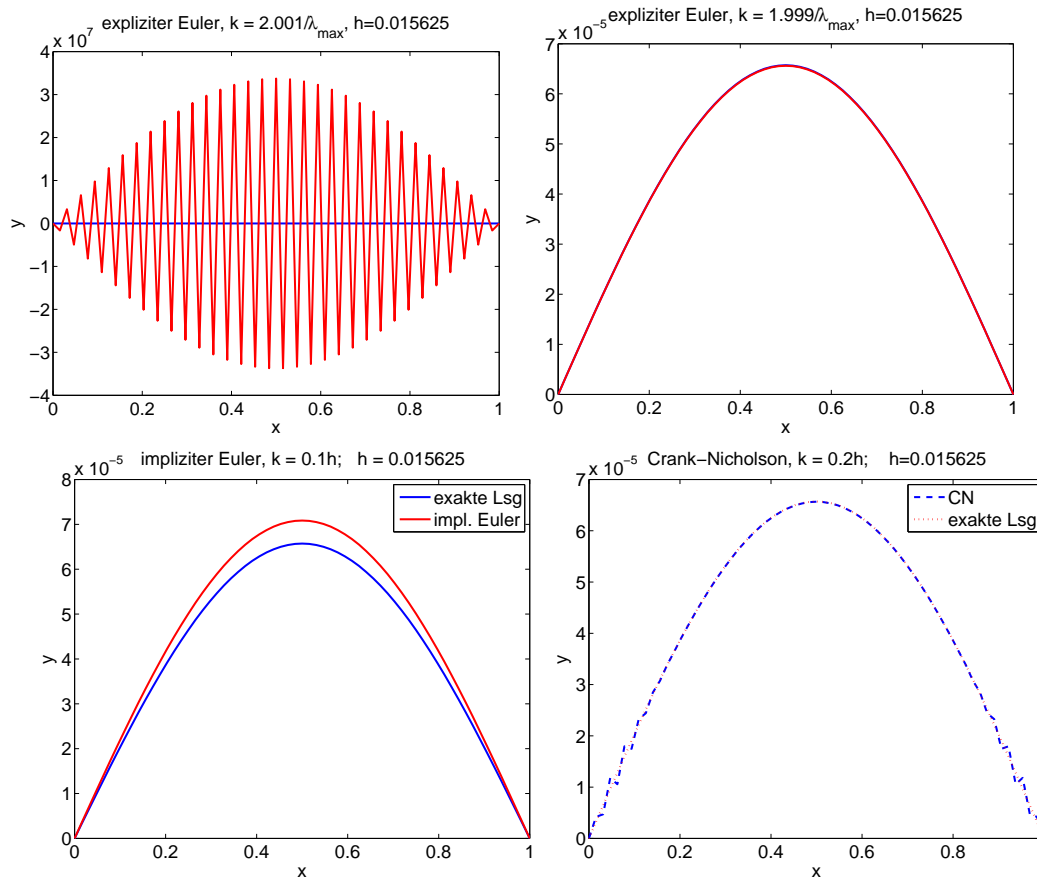 expliziter Euler, k = 2.001/λmax, h=0.015625
x 10^7
4
3
2
1
0
−1
−2
−3
−4
y
0 0.2 0.4 0.6 0.8 1
x
expliziter Euler, k = 1.999/λmax, h=0.015625
x 10^−5
7
6
5
4
3
2
1
0
y
0 0.2 0.4 0.6 0.8 1
x
impliziter Euler, k = 0.1h; h = 0.015625
x 10^−5
8
7
6
5
4
3
2
1
0
y
exakte Lsg
impl. Euler
0 0.2 0.4 0.6 0.8 1
x
Crank−Nicholson, k = 0.2h; h=0.015625
x 10^−5
7
6
5
4
3
2
1
0
y
CN
exakte Lsg
0 0.2 0.4 0.6 0.8
x